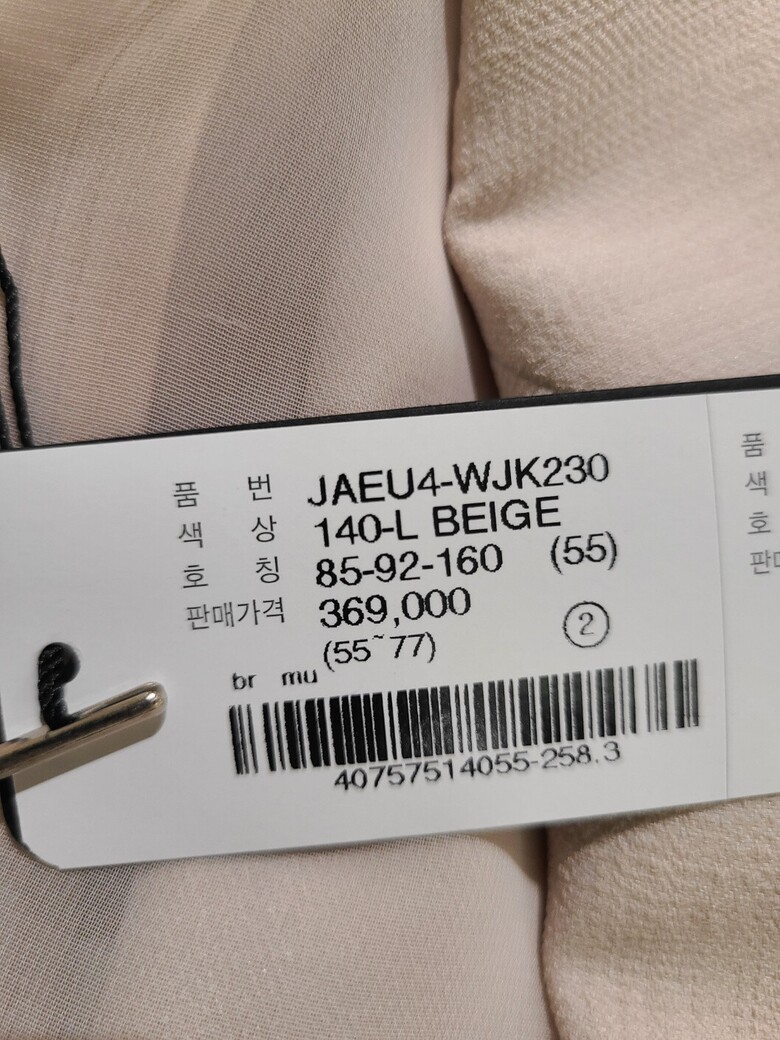 품 번 JAEU4-WJK230
색 상 140-L BEIGE
호 칭 85-92-160 (55)
판매가격 369,000
(55~77) ②
br mu
40757514055-258.3
품
색
호
판매